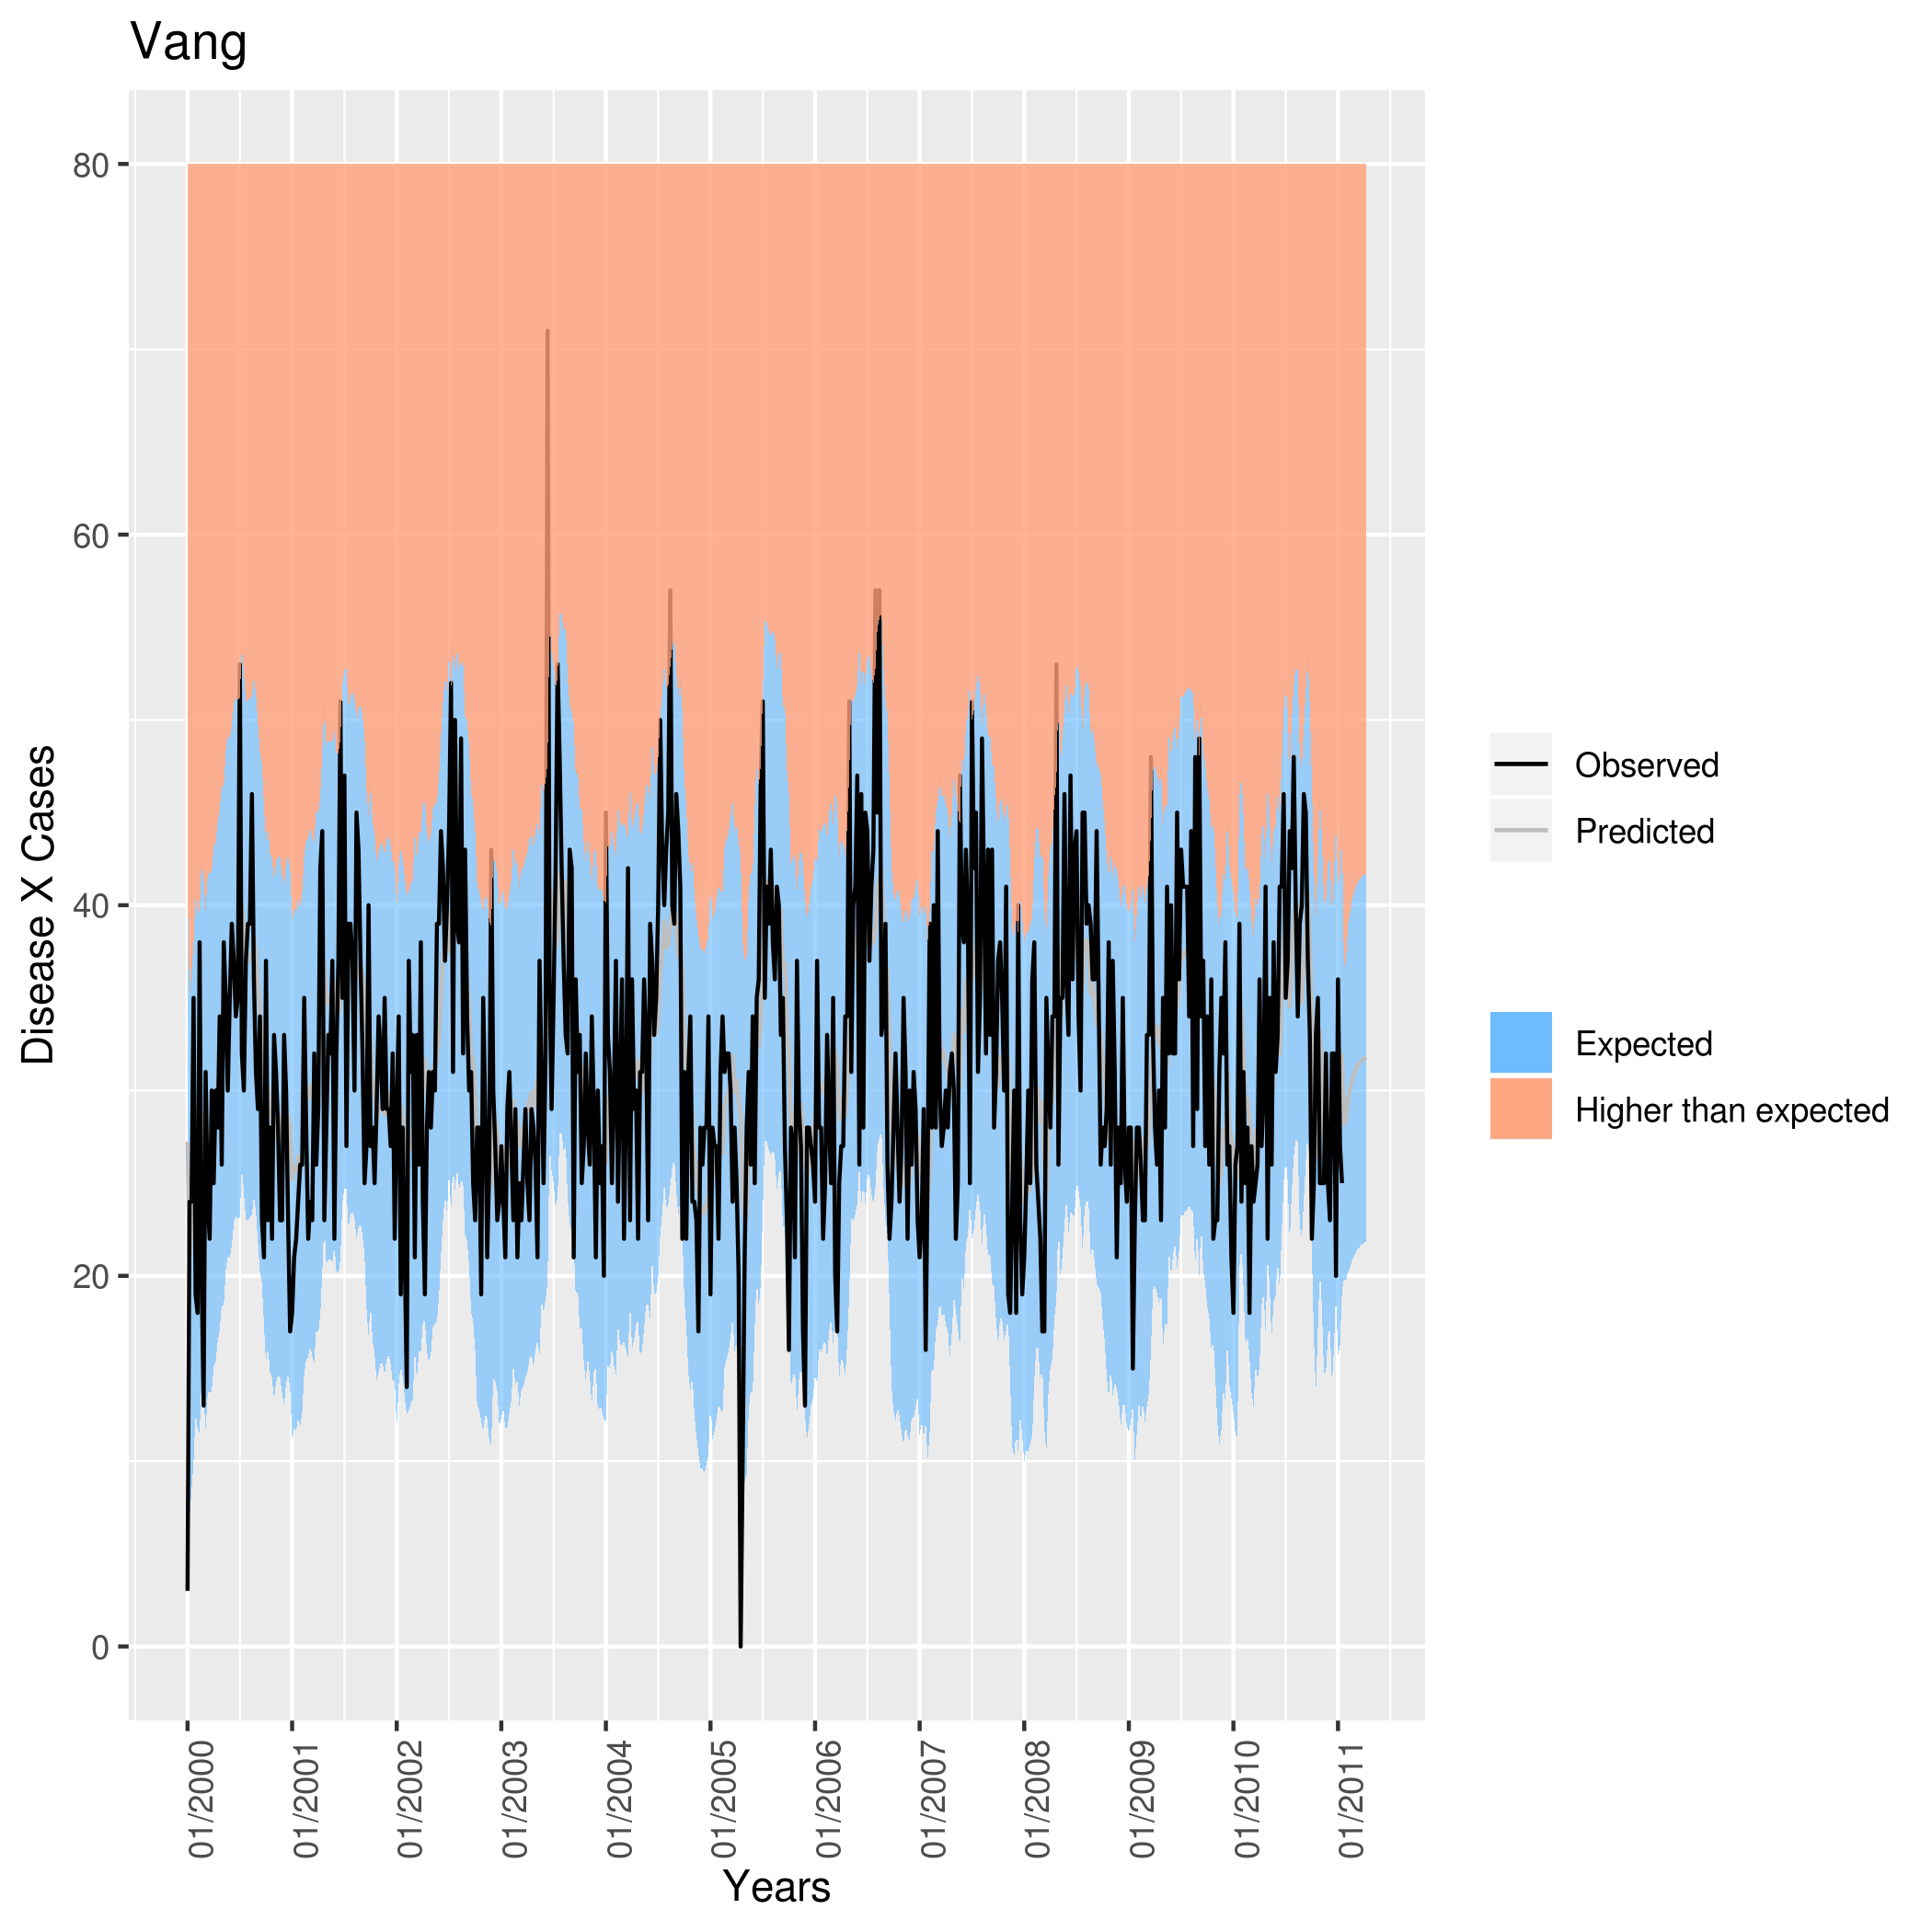 Vang
80
60
40
20
0
Disease X Cases
01/2000
01/2001
01/2002
01/2003
01/2004
01/2005
01/2006
01/2007
01/2008
01/2009
01/2010
01/2011
Years
Observed
Predicted
Expected
Higher than expected